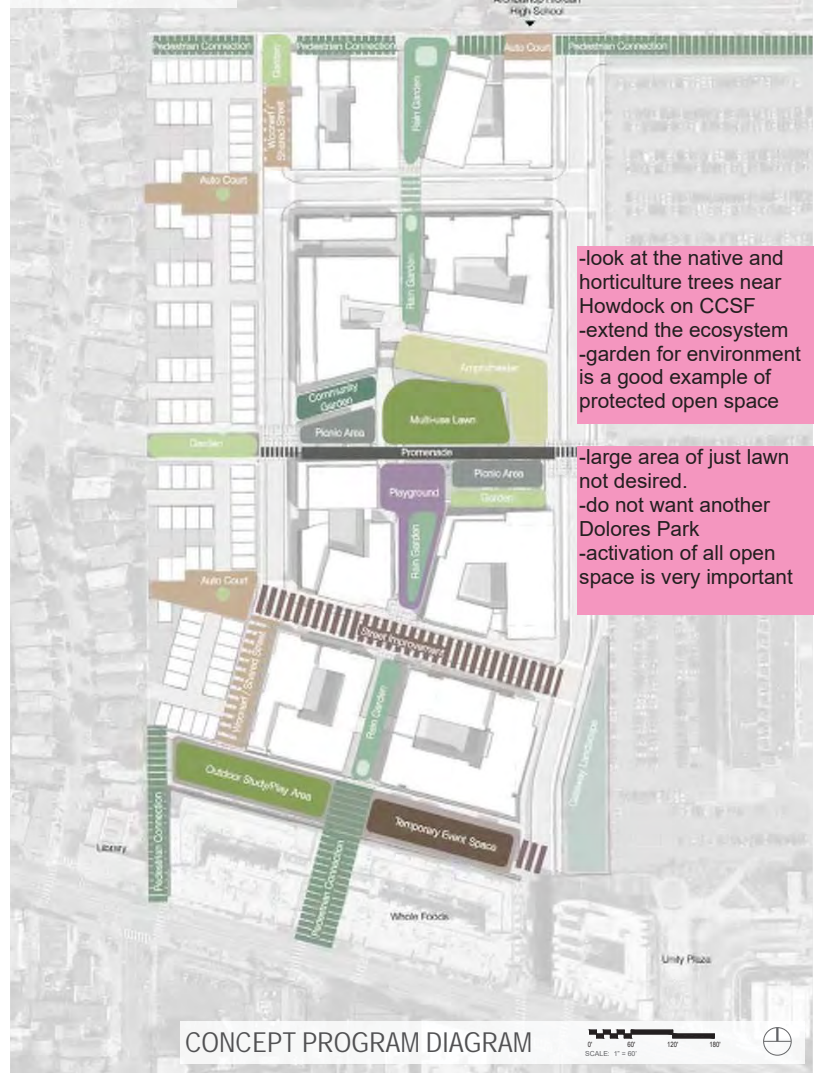 High School
Pedestrian Connection
Pedestrian Connection
Auto Court
Pedestrian Connection
Garden
Rain Garden
Woonerf /
Shared Street
Auto Court
Rain Garden
-look at the native and
horticulture trees near
Howdock on CCSF
-extend the ecosystem
-garden for environment
is a good example of
protected open space
Amphitheater
Community
Garden
Multi-use Lawn
Picnic Area
Garden
Promenade
-large area of just lawn
not desired.
-do not want another
Dolores Park
-activation of all open
space is very important
Picnic Area
Playground
Garden
Rain Garden
Auto Court
Street Improvement
Woonerf / Shared Street
Rain Garden
Gateway Landscape
Outdoor Study/Play Area
Temporary Event Space
Pedestrian Connection
Library
Pedestrian Connection
Whole Foods
Unity Plaza
CONCEPT PROGRAM DIAGRAM
0' 60' 120' 180'
SCALE: 1" = 60'